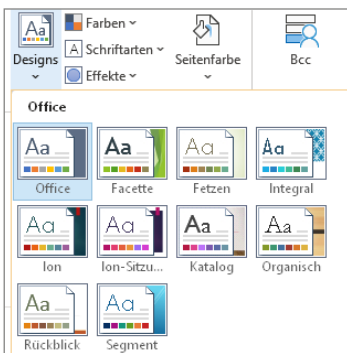 Aa
Designs
Farben
A Schriftarten
Effekte
Seitenfarbe
Bcc
Office
Aa Aa Aa Aa
Office Facette Fetzen Integral
Aa Aa Aa Aa
Ion Ion-Sitzu... Katalog Organisch
Aa Aa
Rückblick Segment